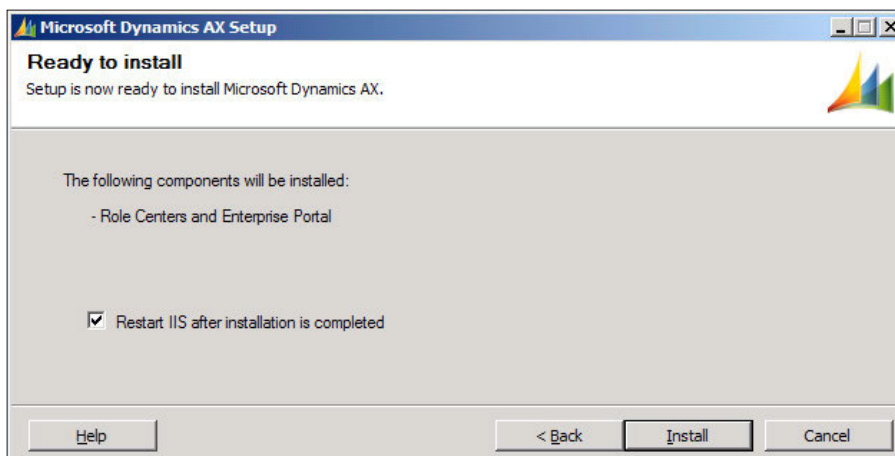 Microsoft Dynamics AX Setup
Ready to install
Setup is now ready to install Microsoft Dynamics AX.
The following components will be installed:
- Role Centers and Enterprise Portal
Restart IIS after installation is completed
Help
< Back
Install
Cancel